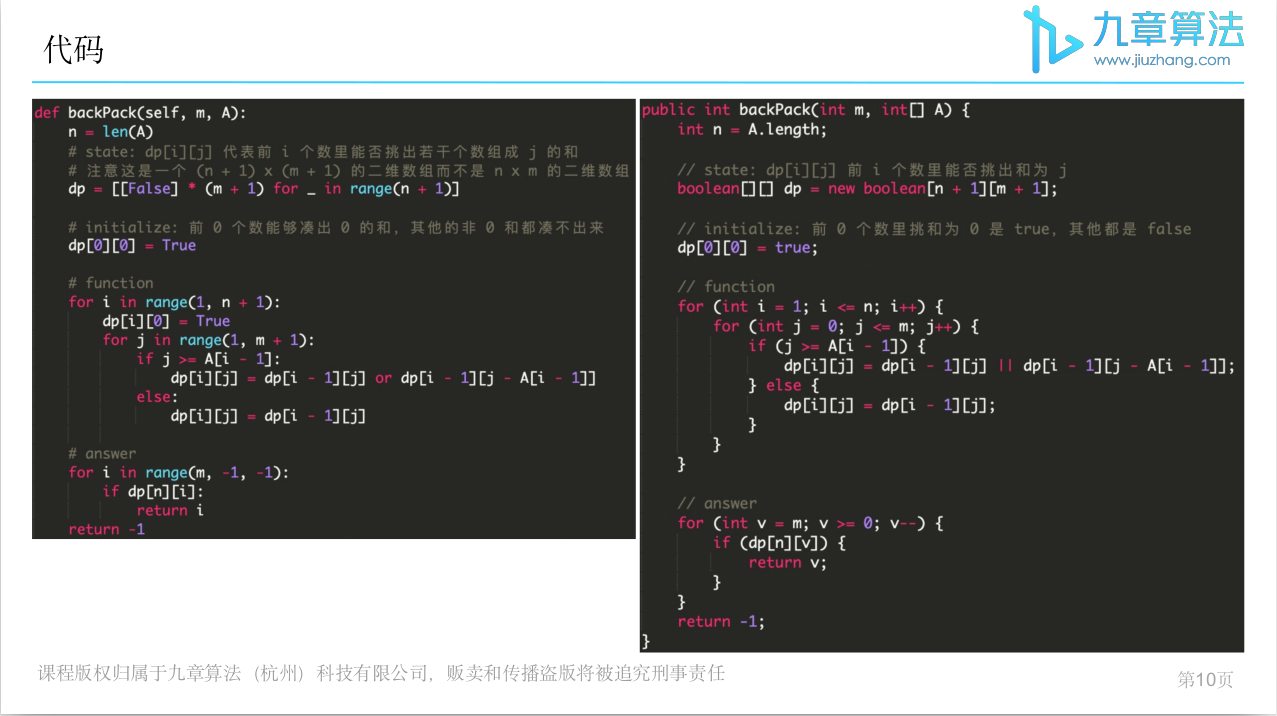 代码
九章算法
www.jiuzhang.com
def backPack(self, m, A):
    n = len(A)
    # state: dp[i][j] 代表前 i 个数里能否挑出若干个数组成 j 的和
    # 注意这是一个 (n + 1) x (m + 1) 的二维数组而不是 n x m 的二维数组
    dp = [[False] * (m + 1) for _ in range(n + 1)]

    # initialize: 前 0 个数能够凑出 0 的和，其他的非 0 和都凑不出来
    dp[0][0] = True

    # function
    for i in range(1, n + 1):
        dp[i][0] = True
        for j in range(1, m + 1):
            if j >= A[i - 1]:
                dp[i][j] = dp[i - 1][j] or dp[i - 1][j - A[i - 1]]
            else:
                dp[i][j] = dp[i - 1][j]

    # answer
    for i in range(m, -1, -1):
        if dp[n][i]:
            return i
    return -1
public int backPack(int m, int[] A) {
    int n = A.length;

    // state: dp[i][j] 前 i 个数里能否挑出和为 j
    boolean[][] dp = new boolean[n + 1][m + 1];

    // initialize: 前 0 个数里挑和为 0 是 true，其他都是 false
    dp[0][0] = true;

    // function
    for (int i = 1; i <= n; i++) {
        for (int j = 0; j <= m; j++) {
            if (j >= A[i - 1]) {
                dp[i][j] = dp[i - 1][j] || dp[i - 1][j - A[i - 1]];
            } else {
                dp[i][j] = dp[i - 1][j];
            }
        }
    }

    // answer
    for (int v = m; v >= 0; v--) {
        if (dp[n][v]) {
            return v;
        }
    }
    return -1;
}
课程版权归属于九章算法（杭州）科技有限公司，贩卖和传播盗版将被追究刑事责任
第10页